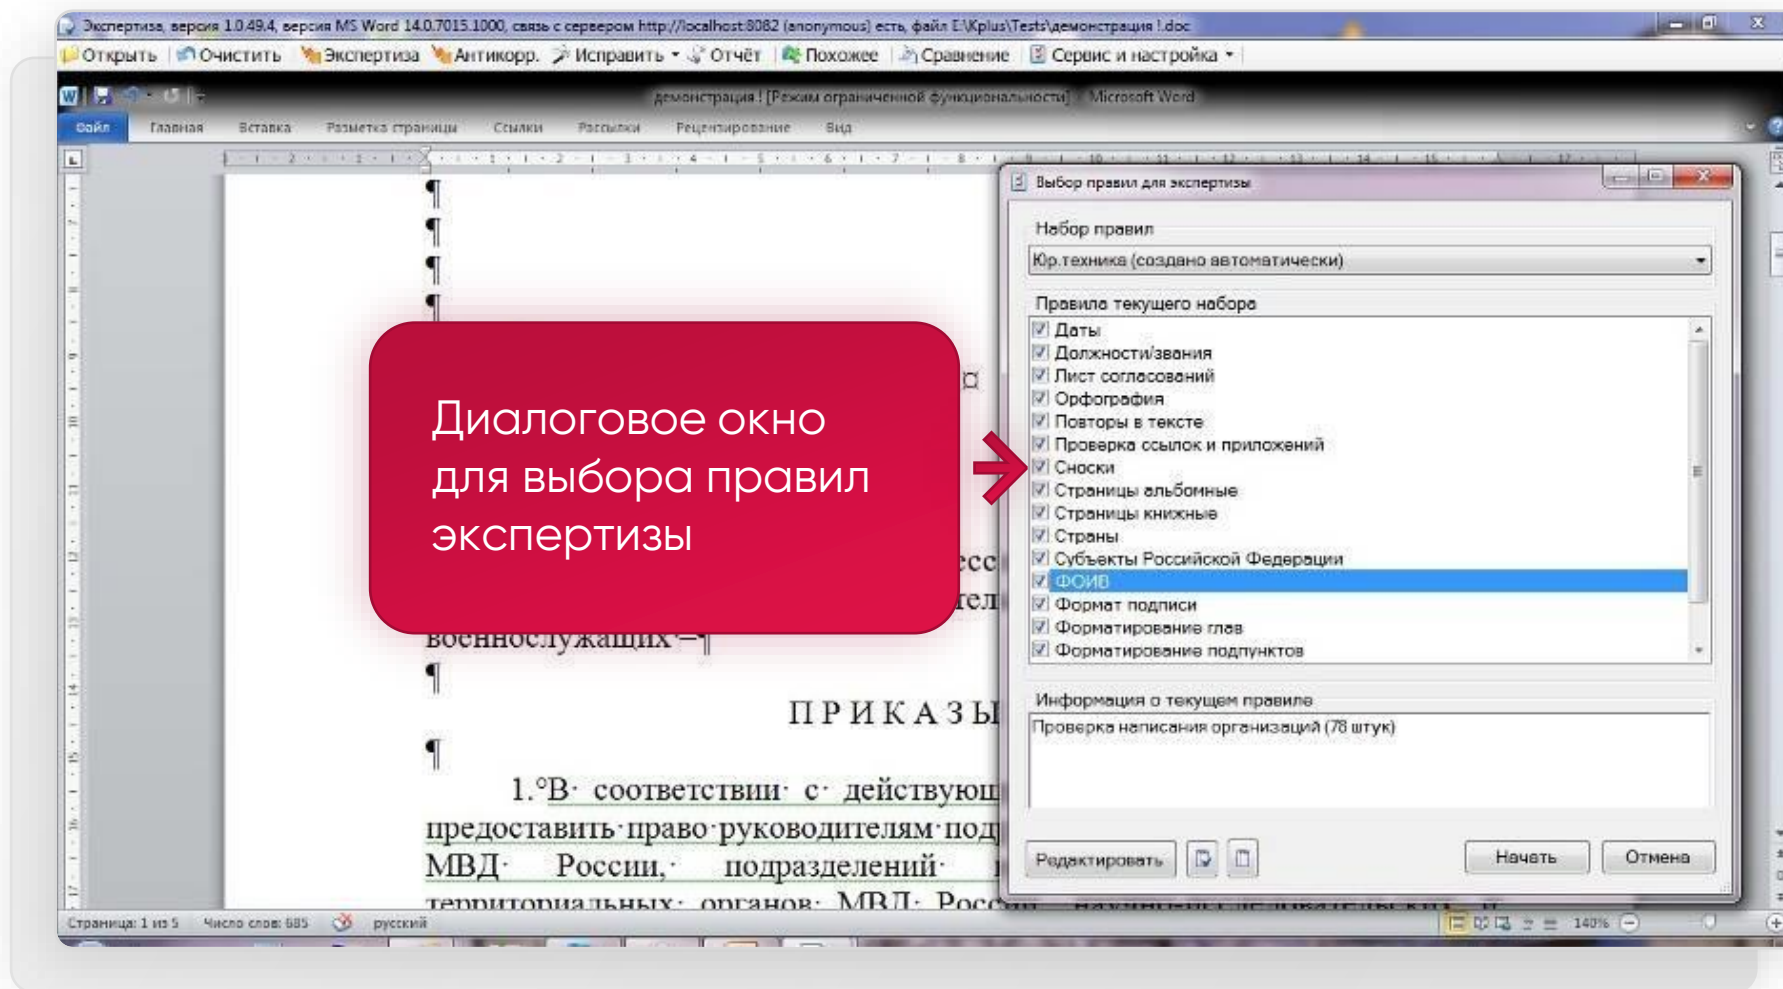 Экспертиза, версия 1.0.49.4, версия MS Word 14.0.7015.1000, связь с сервером http://localhost:8082 (anonymous) есть, файл E:\Kplus\Tests\демонстрация !.doc
Открыть Очистить Экспертиза Антикорр. Исправить Отчёт Похожее Сравнение Сервис и настройка
демонстрация ! [Режим ограниченной функциональности] - Microsoft Word
Файл Главная Вставка Разметка страницы Ссылки Рассылки Рецензирование Вид
Выбор правил для экспертизы
Набор правил
Юр.техника (создано автоматически)
Правила текущего набора
Даты
Должности/звания
Лист согласований
Орфография
Повторы в тексте
Проверка ссылок и приложений
Сноски
Страницы альбомные
Страницы книжные
Страны
Субъекты Российской Федерации
ФОИВ
Формат подписи
Форматирование глав
Форматирование подпунктов
Информация о текущем правиле
Проверка написания организаций (78 штук)
Редактировать Начать Отмена
Диалоговое окно
для выбора правил
экспертизы
военнослужащих –¶
П Р И К А З Ы
1.°В· соответствии· с· действующ
предоставить·право·руководителям·под
МВД· России,· подразделений·
территориальных· органов· МВД· Росс
Страница: 1 из 5 Число слов: 685 русский 140%